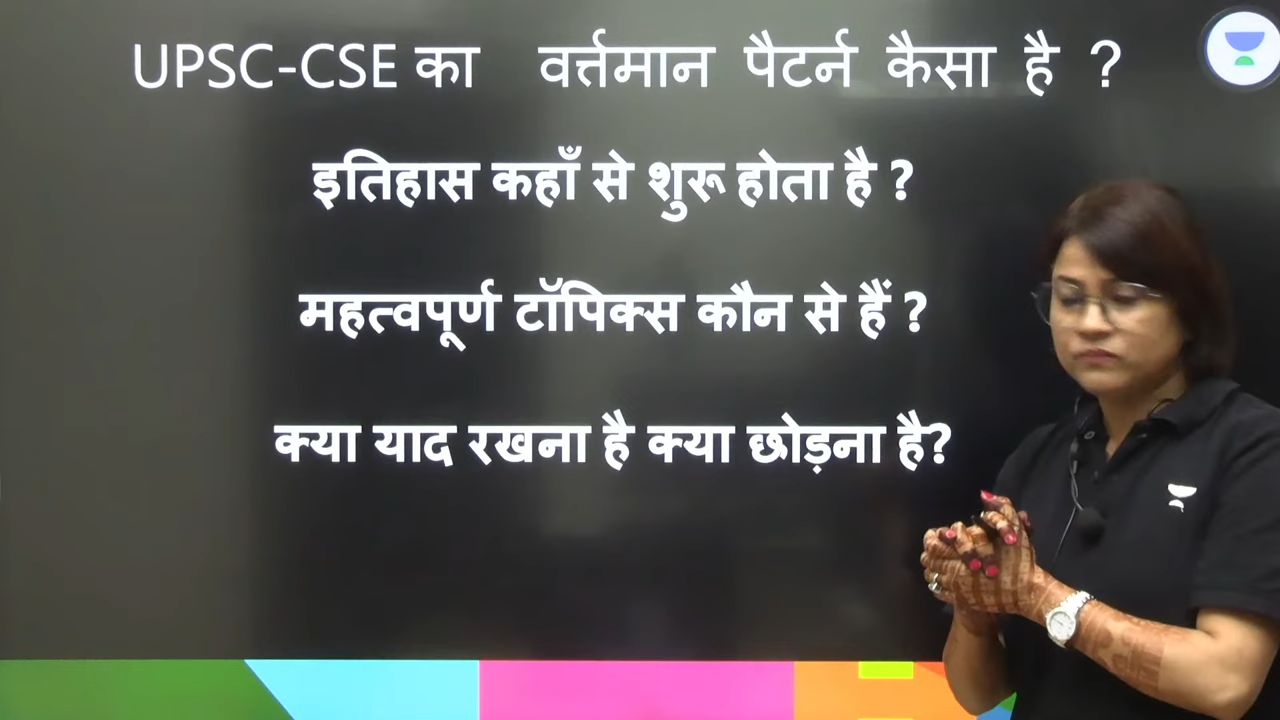 UPSC-CSE का वर्त्तमान पैटर्न कैसा है ?
इतिहास कहाँ से शुरू होता है ?
महत्वपूर्ण टॉपिक्स कौन से हैं ?
क्या याद रखना है क्या छोड़ना है?